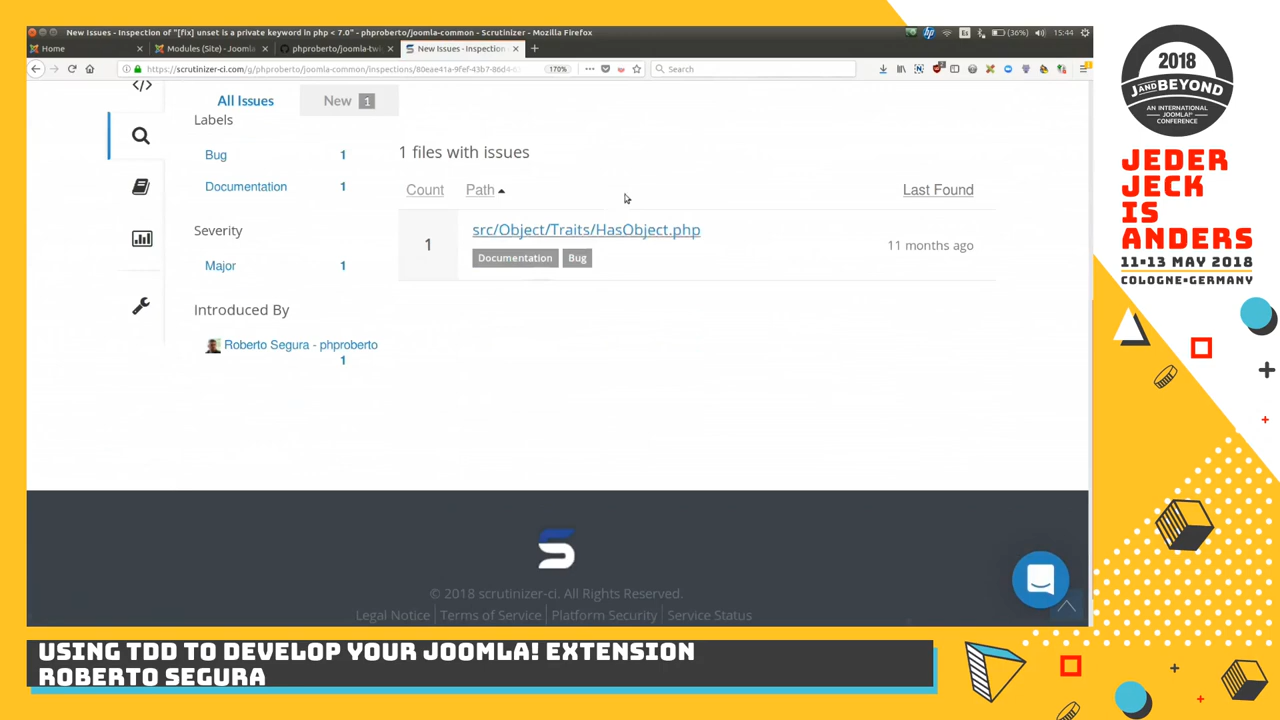 New Issues - Inspection of "[fix] unset is a private keyword in php < 7.0" - phproberto/joomla-common - Scrutinizer - Mozilla Firefox
Es
(36%)
15:44
Home
Modules (Site) - Joomla
phproberto/joomla-twi
New Issues - Inspection
https://scrutinizer-ci.com/g/phproberto/joomla-common/inspections/80eae41a-9fef-43b7-86d4-6
170%
Search
All Issues
New 1
Labels
Bug 1
Documentation 1
Severity
Major 1
Introduced By
Roberto Segura - phproberto
1
1 files with issues
Count Path Last Found
1
src/Object/Traits/HasObject.php
Documentation Bug
11 months ago
© 2018 scrutinizer-ci. All Rights Reserved.
Legal Notice | Terms of Service | Platform Security | Service Status
2018
JANDBEYOND
AN INTERNATIONAL
JOOMLA!
CONFERENCE
JEDER
JECK
IS
ANDERS
11-13 MAY 2018
COLOGNE•GERMANY
USING TDD TO DEVELOP YOUR JOOMLA! EXTENSION
ROBERTO SEGURA